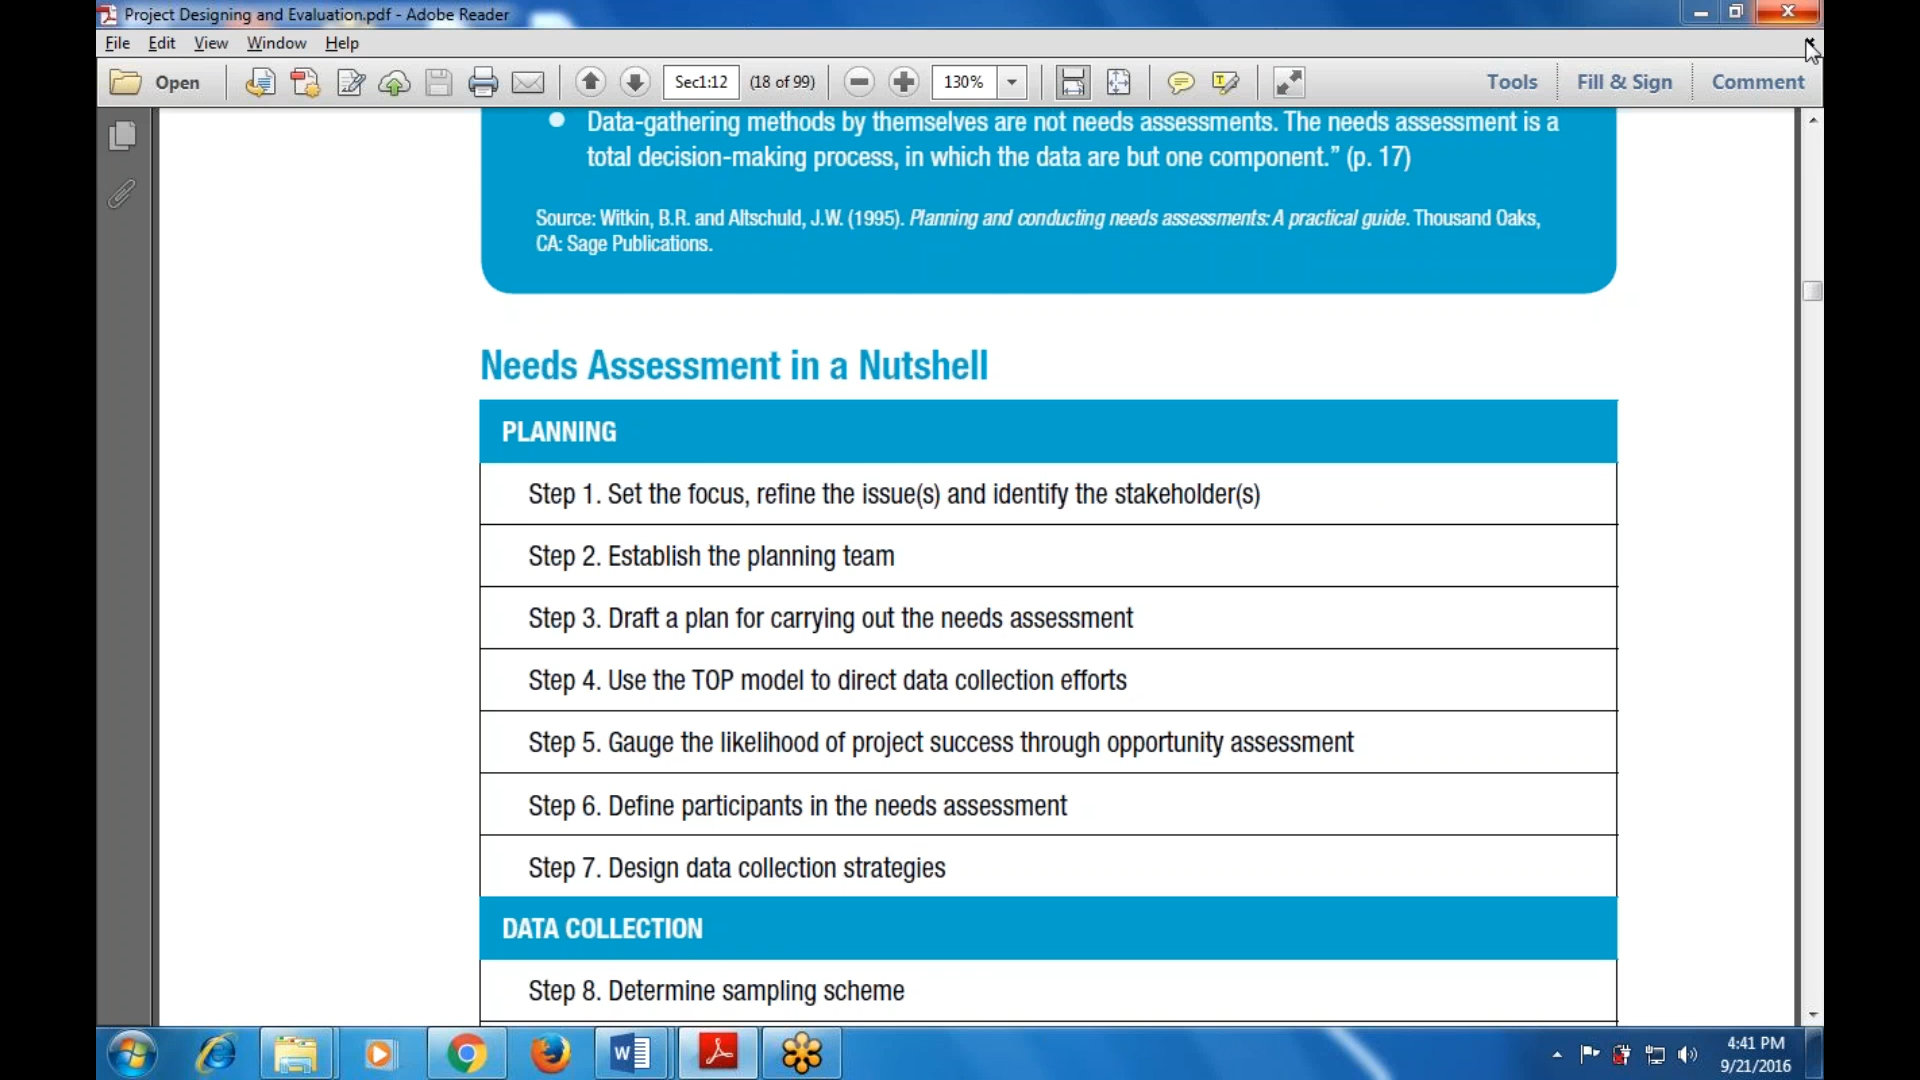 Project Designing and Evaluation.pdf - Adobe Reader
File Edit View Window Help
Open Sec1:12 (18 of 99) 130% Tools Fill & Sign Comment
Data-gathering methods by themselves are not needs assessments. The needs assessment is a
total decision-making process, in which the data are but one component.” (p. 17)
Source: Witkin, B.R. and Altschuld, J.W. (1995). Planning and conducting needs assessments: A practical guide. Thousand Oaks,
CA: Sage Publications.
Needs Assessment in a Nutshell
PLANNING
Step 1. Set the focus, refine the issue(s) and identify the stakeholder(s)
Step 2. Establish the planning team
Step 3. Draft a plan for carrying out the needs assessment
Step 4. Use the TOP model to direct data collection efforts
Step 5. Gauge the likelihood of project success through opportunity assessment
Step 6. Define participants in the needs assessment
Step 7. Design data collection strategies
DATA COLLECTION
Step 8. Determine sampling scheme
4:41 PM
9/21/2016